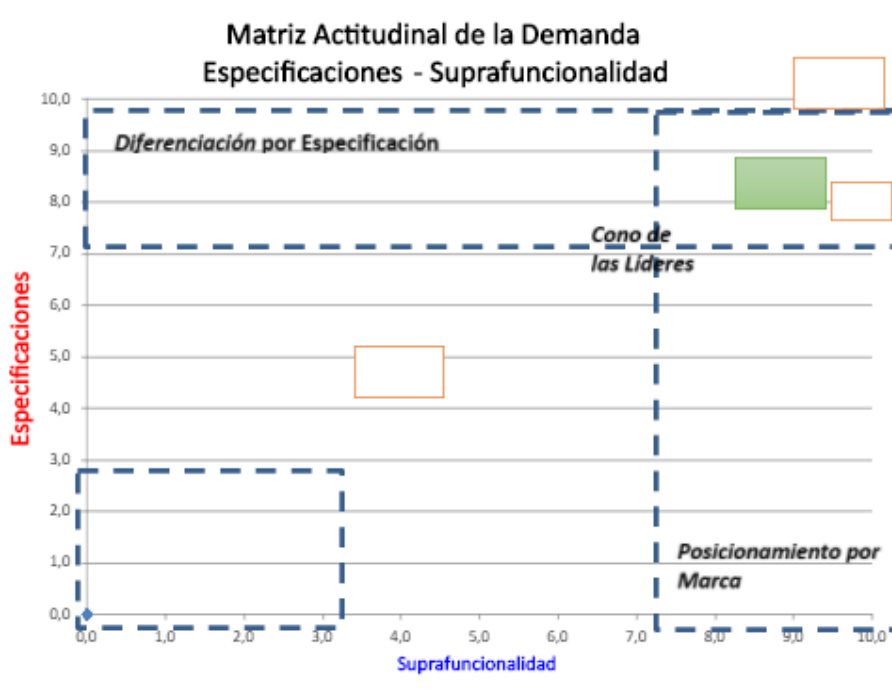 Matriz Actitudinal de la Demanda
Especificaciones - Suprafuncionalidad
10,0
Diferenciación por Especificación
9,0
8,0
Cono de
las Líderes
7,0
6,0
5,0
4,0
3,0
2,0
1,0
0,0
Especificaciones
Posicionamiento por
Marca
0,0 1,0 2,0 3,0 4,0 5,0 6,0 7,0 8,0 9,0 10,0
Suprafuncionalidad